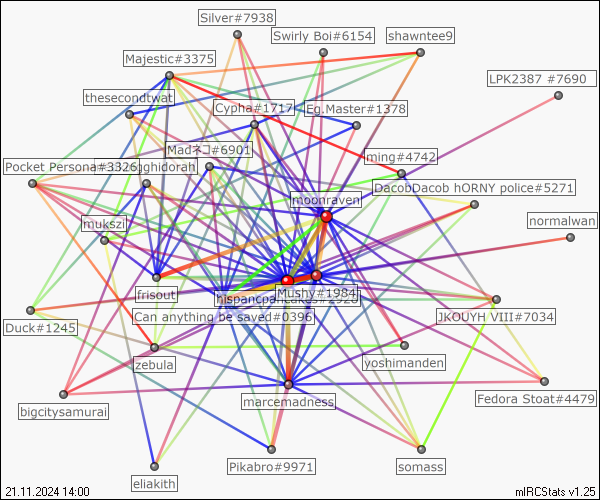 Silver#7938
Swirly Boi#6154
shawntee9
Majestic#3375
LPK2387 #7690
thesecondtwat
Cypha#1717
Eg.Master#1378
Madネコ#6901
ming#4742
Pocket Persona#3326
ghidorah
DacobDacob hORNY police#5271
moonraven
normalwan
mukszi
frisout
hispancpa
Mushy#1984
Can anything be saved#0396
Duck#1245
JKOUYH VIII#7034
zebula
yoshimanden
marcemadness
Fedora Stoat#4479
bigcitysamurai
Pikabro#9971
somass
eliakith
21.11.2024 14:00
mIRCStats v1.25